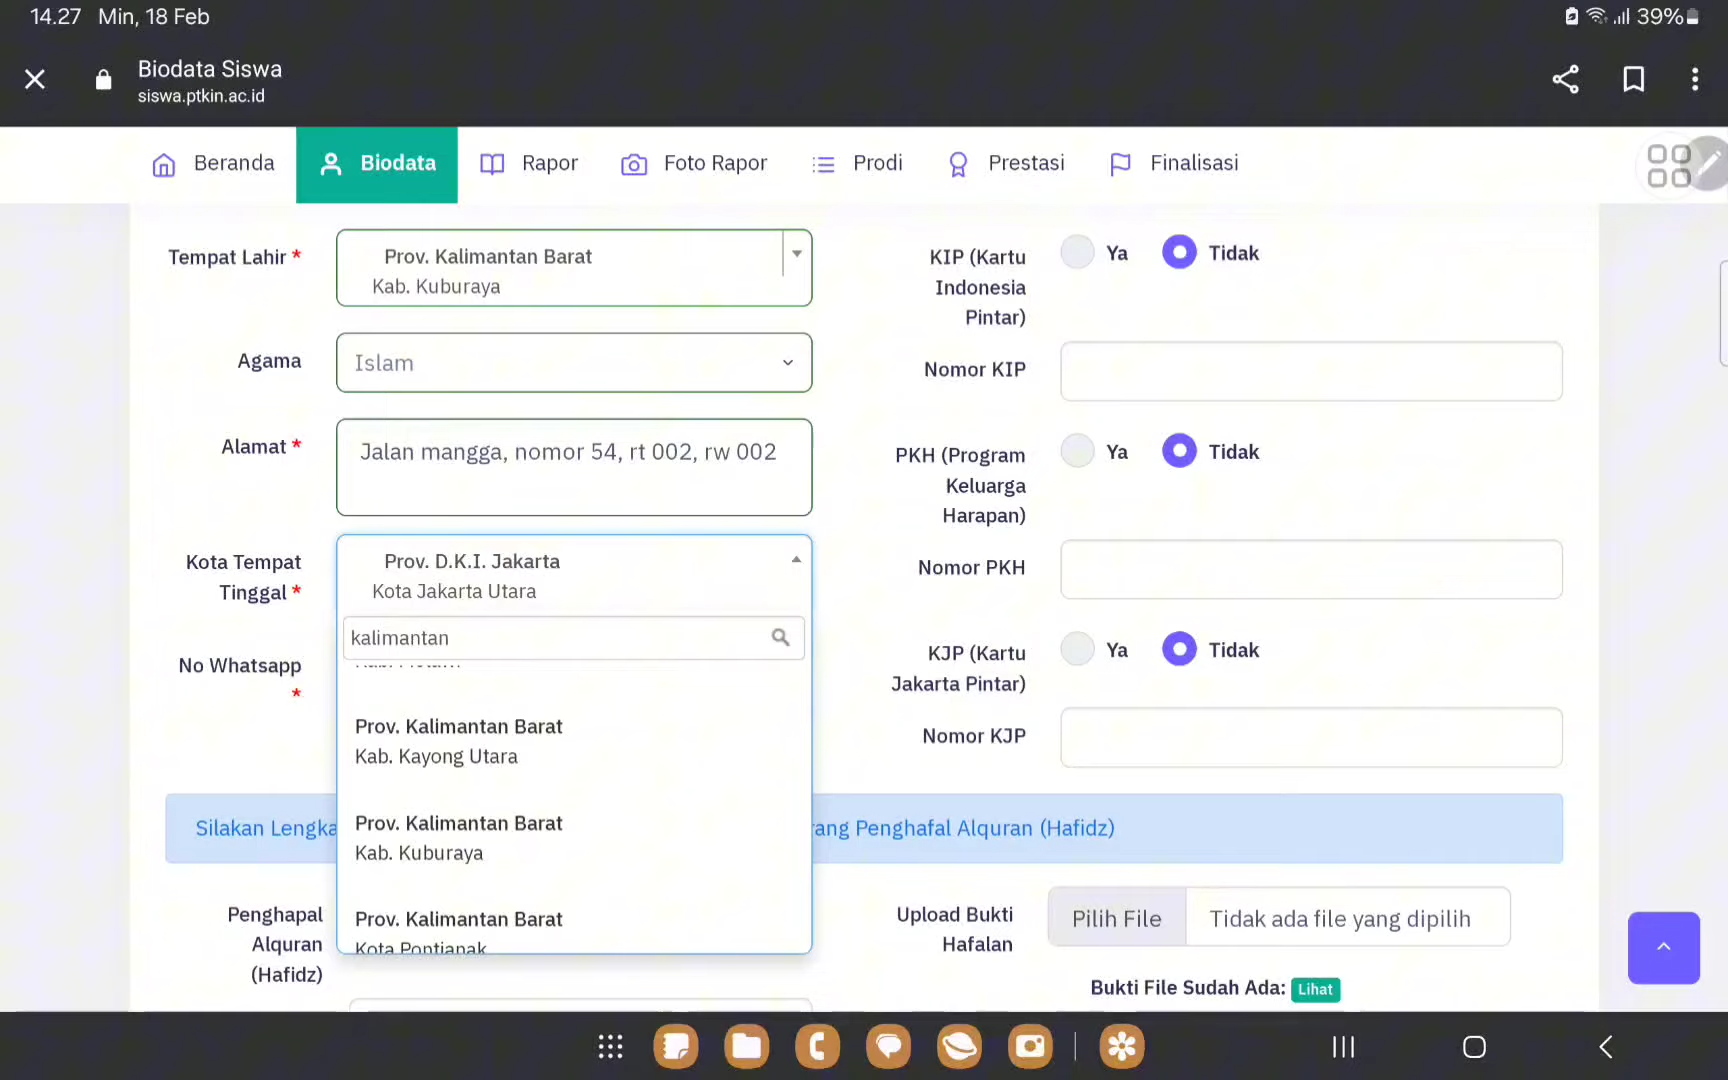 14.27 Min, 18 Feb
39%
Biodata Siswa
siswa.ptkin.ac.id
Beranda
Biodata
Rapor
Foto Rapor
Prodi
Prestasi
Finalisasi
Tempat Lahir *
Prov. Kalimantan Barat
Kab. Kuburaya
Agama
Islam
Alamat *
Jalan mangga, nomor 54, rt 002, rw 002
Kota Tempat
Tinggal *
Prov. D.K.I. Jakarta
Kota Jakarta Utara
kalimantan
No Whatsapp
*
Prov. Kalimantan Barat
Kab. Kayong Utara
Prov. Kalimantan Barat
Kab. Kuburaya
Prov. Kalimantan Barat
Kota Pontianak
KIP (Kartu
Indonesia
Pintar)
Ya
Tidak
Nomor KIP
PKH (Program
Keluarga
Harapan)
Ya
Tidak
Nomor PKH
KJP (Kartu
Jakarta Pintar)
Ya
Tidak
Nomor KJP
Silakan Lengka
rang Penghafal Alquran (Hafidz)
Penghapal
Alquran
(Hafidz)
Upload Bukti
Hafalan
Pilih File
Tidak ada file yang dipilih
Bukti File Sudah Ada: Lihat